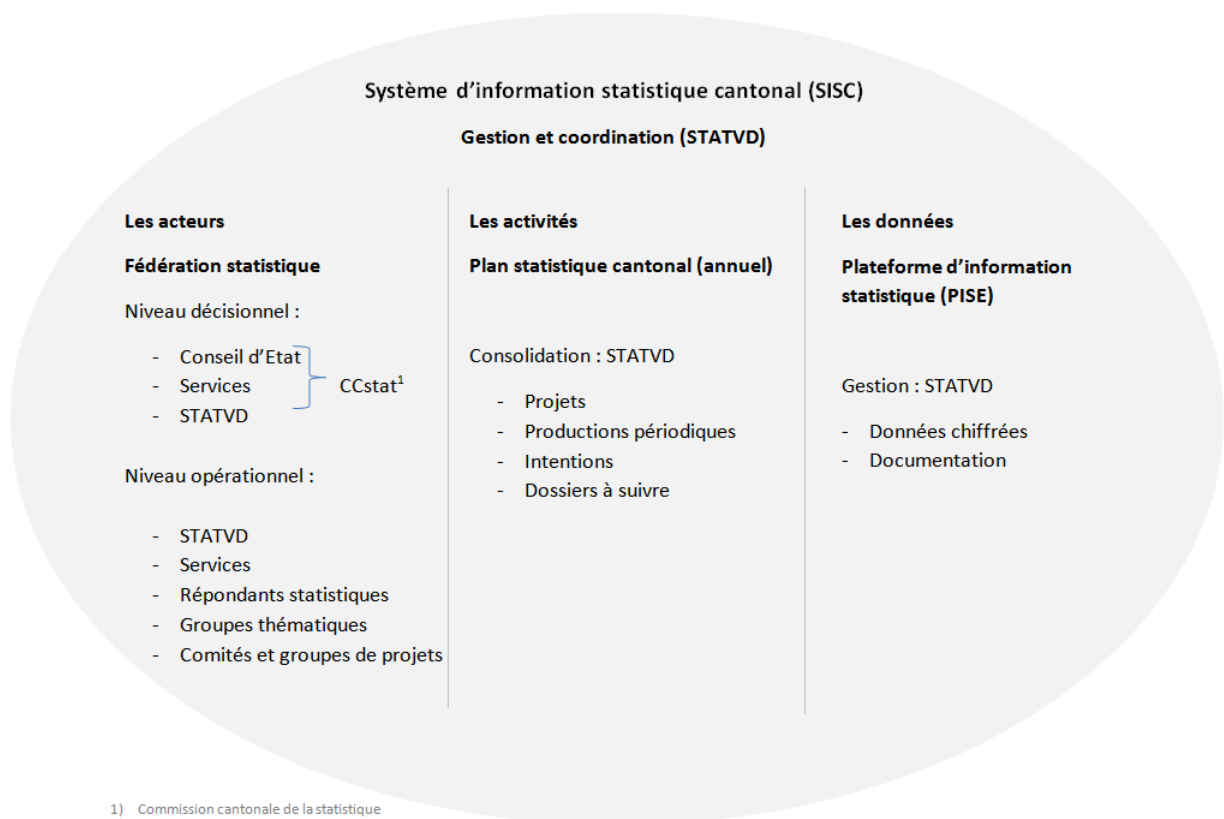 Système d'information statistique cantonal (SISC)
Gestion et coordination (STATVD)
Les acteurs
Fédération statistique
Niveau décisionnel :
- Conseil d'Etat
- Services
- STATVD
CCstat¹
Niveau opérationnel :
- STATVD
- Services
- Répondants statistiques
- Groupes thématiques
- Comités et groupes de projets
Les activités
Plan statistique cantonal (annuel)
Consolidation : STATVD
- Projets
- Productions périodiques
- Intentions
- Dossiers à suivre
Les données
Plateforme d'information
statistique (PISE)
Gestion : STATVD
- Données chiffrées
- Documentation
1) Commission cantonale de la statistique